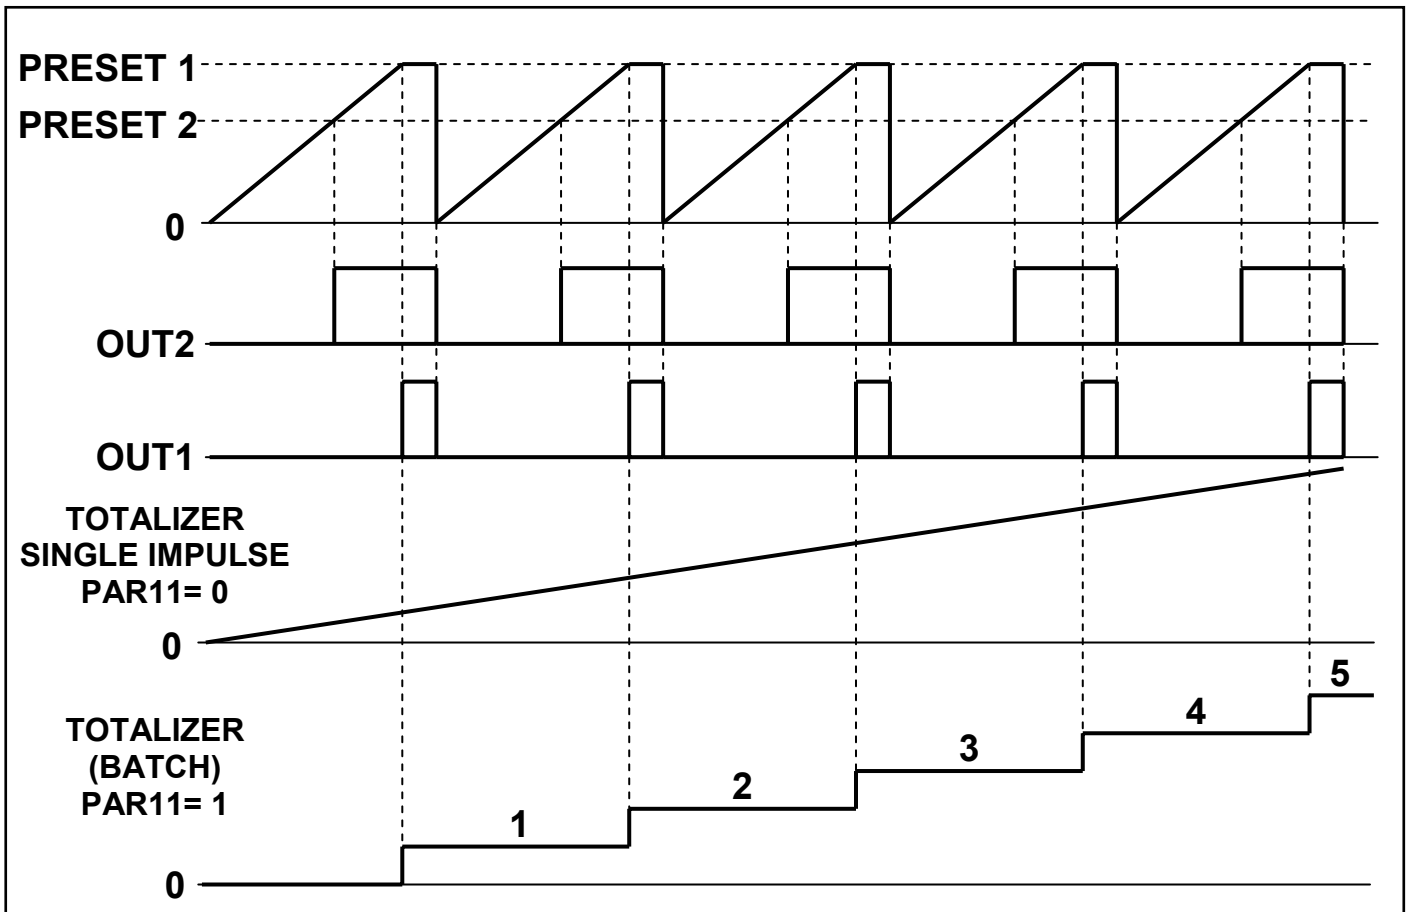 PRESET 1
PRESET 2
0
OUT2
OUT1
TOTALIZER
SINGLE IMPULSE
PAR11= 0
0
5
4
TOTALIZER
(BATCH)
PAR11= 1
3
2
1
0